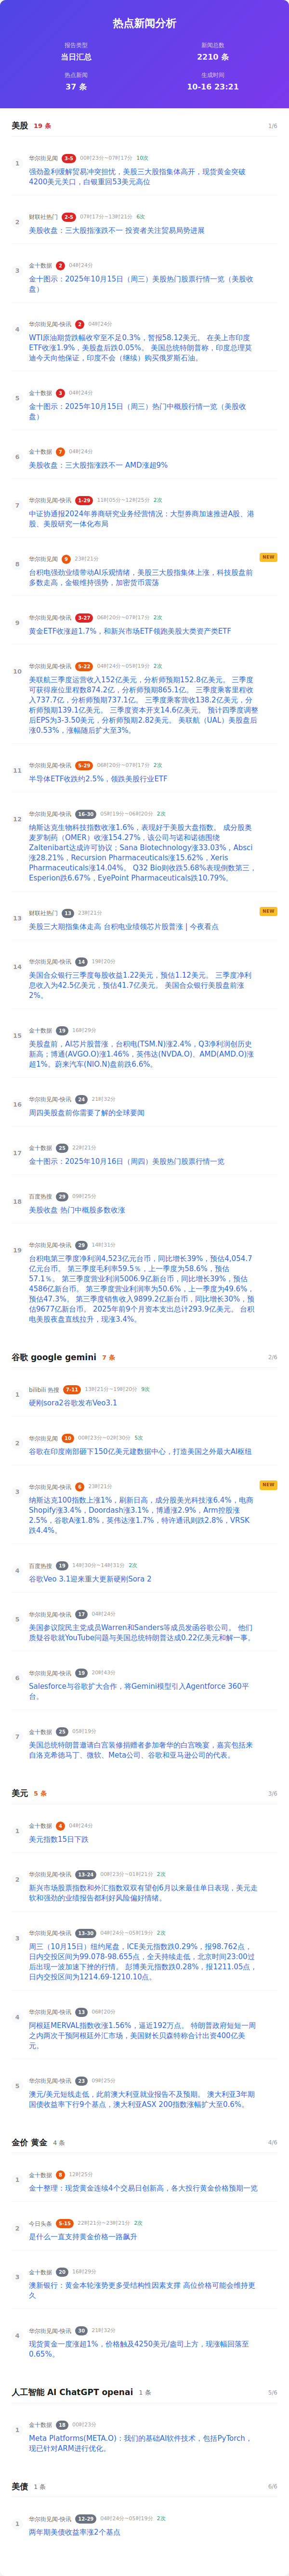 热点新闻分析
报告类型
当日汇总
新闻总数
2210 条
热点新闻
37 条
生成时间
10-16 23:21
美股 19 条 1/6
1
华尔街见闻 3-5 00时23分~07时17分 10次
强劲盈利缓解贸易冲突担忧，美股三大股指集体高开，现货黄金突破
4200美元关口，白银重回53美元高位
2
财联社热门 2-5 07时17分~13时21分 6次
美股收盘：三大股指涨跌不一 投资者关注贸易局势进展
3
金十数据 2 04时24分
金十图示：2025年10月15日（周三）美股热门股票行情一览（美股收
盘）
4
华尔街见闻-快讯 2 04时24分
WTI原油期货跌幅收窄至不足0.3%，暂报58.12美元。 在美上市印度
ETF收涨1.9%，美股盘后跌0.05%。 美国总统特朗普称，印度总理莫
迪今天向他保证，印度不会（继续）购买俄罗斯石油。
5
金十数据 3 04时24分
金十图示：2025年10月15日（周三）热门中概股行情一览（美股收
盘）
6
金十数据 7 04时24分
美股收盘：三大股指涨跌不一 AMD涨超9%
7
华尔街见闻-快讯 1-29 11时05分~12时25分 2次
中证协通报2024年券商研究业务经营情况：大型券商加速推进A股、港
股、美股研究一体化布局
8
华尔街见闻 9 23时21分 NEW
台积电强劲业绩带动AI乐观情绪，美股三大股指集体上涨，科技股盘前
多数走高，金银维持强势，加密货币震荡
9
华尔街见闻-快讯 3-27 06时20分~07时17分 2次
黄金ETF收涨超1.7%，和新兴市场ETF领跑美股大类资产类ETF
10
华尔街见闻-快讯 5-22 04时24分~05时19分 2次
美联航三季度运营收入152亿美元，分析师预期152.8亿美元。 三季度
可获得座位里程数874.2亿，分析师预期865.1亿。 三季度乘客里程收
入737.7亿，分析师预期737.1亿。 三季度乘客营收138.2亿美元，分
析师预期139.1亿美元。 三季度资本开支14.6亿美元。 预计四季度调整
后EPS为3-3.50美元，分析师预期2.82美元。 美联航（UAL）美股盘后
涨0.53%，涨幅随后扩大至3%。
11
华尔街见闻-快讯 5-29 06时20分~07时17分 2次
半导体ETF收跌约2.5%，领跌美股行业ETF
12
华尔街见闻-快讯 16-30 05时19分~06时20分 2次
纳斯达克生物科技指数收涨1.6%，表现好于美股大盘指数。 成分股奥
麦罗制药（OMER）收涨154.27%，该公司与诺和诺德围绕
Zaltenibart达成许可协议；Sana Biotechnology涨33.03%，Absci
涨28.21%，Recursion Pharmaceuticals涨15.62%，Xeris
Pharmaceuticals涨14.04%。 Q32 Bio则收跌5.68%表现倒数第三，
Esperion跌6.67%，EyePoint Pharmaceuticals跌10.79%。
13
财联社热门 13 23时21分 NEW
美股三大期指集体走高 台积电业绩领芯片股普涨 | 今夜看点
14
华尔街见闻-快讯 14 19时20分
美国合众银行三季度每股收益1.22美元，预估1.12美元。 三季度净利
息收入为42.5亿美元，预估41.7亿美元。 美国合众银行美股盘前涨
2%。
15
金十数据 19 16时29分
美股盘前，AI芯片股普涨，台积电(TSM.N)涨2.4%，Q3净利润创历史
新高；博通(AVGO.O)涨1.46%，英伟达(NVDA.O)、AMD(AMD.O)涨
超1%。蔚来汽车(NIO.N)盘前跌6.6%。
16
华尔街见闻-快讯 24 21时32分
周四美股盘前你需要了解的全球要闻
17
金十数据 25 22时21分
金十图示：2025年10月16日（周四）美股热门股票行情一览
18
百度热搜 29 09时25分
美股收盘 热门中概股多数收涨
19
华尔街见闻-快讯 29 14时31分
台积电第三季度净利润4,523亿元台币，同比增长39%，预估4,054.7
亿元台币。 第三季度毛利率59.5％，上一季度为58.6%，预估
57.1％。 第三季度营业利润5006.9亿新台币，同比增长39%，预估
4586亿新台币。 第三季度营业利润率为50.6%，上一季度为49.6%，
预估47.3%。 第三季度销售收入9899.2亿新台币，同比增长30%，预
估9677亿新台币。 2025年前9个月资本支出总计293.9亿美元。 台积
电美股夜盘直线拉升，现涨3.4%。
谷歌 google gemini 7 条 2/6
1
bilibili 热搜 7-11 13时21分~19时20分 9次
硬刚sora2谷歌发布Veo3.1
2
华尔街见闻 10 00时23分~02时30分 5次
谷歌在印度南部砸下150亿美元建数据中心，打造美国之外最大AI枢纽
3
华尔街见闻-快讯 6 23时21分 NEW
纳斯达克100指数上涨1%，刷新日高，成分股美光科技涨6.4%，电商
Shopify涨3.4%，Doordash涨3.1%，博通涨2.9%，Arm控股涨
2.5%，谷歌A涨1.8%，英伟达涨1.7%，特许通讯则跌2.8%，VRSK
跌4.4%。
4
百度热搜 19 14时30分~14时31分 2次
谷歌Veo 3.1迎来重大更新硬刚Sora 2
5
华尔街见闻-快讯 17 04时24分
美国参议院民主党成员Warren和Sanders等成员发函谷歌公司。 他们
质疑谷歌就YouTube问题与美国总统特朗普达成0.22亿美元和解一事。
6
华尔街见闻-快讯 19 20时43分
Salesforce与谷歌扩大合作，将Gemini模型引入Agentforce 360平
台。
7
金十数据 25 05时19分
美国总统特朗普邀请白宫装修捐赠者参加奢华的白宫晚宴，嘉宾包括来
自洛克希德马丁、微软、Meta公司、谷歌和亚马逊公司的代表。
美元 5 条 3/6
1
金十数据 4 04时24分
美元指数15日下跌
2
华尔街见闻-快讯 13-24 00时23分~01时21分 2次
新兴市场股票指数和外汇指数双双有望创6月以来最佳单日表现，美元走
软和强劲的业绩报告都利好风险偏好情绪。
3
华尔街见闻-快讯 13-30 04时24分~05时19分 2次
周三（10月15日）纽约尾盘，ICE美元指数跌0.29%，报98.762点，
日内交投区间为99.078-98.655点，全天持续走低，北京时间23:00过
后出现一波加速下挫的行情。 彭博美元指数跌0.28%，报1211.05点，
日内交投区间为1214.69-1210.10点。
4
华尔街见闻-快讯 13 06时20分
阿根廷MERVAL指数收涨1.56%，逼近192万点。 特朗普政府短短一周
之内两次干预阿根廷外汇市场，美国财长贝森特称合计出资400亿美
元。
5
华尔街见闻-快讯 23 09时25分
澳元/美元短线走低，此前澳大利亚就业报告不及预期。 澳大利亚3年期
国债收益率下行9个基点，澳大利亚ASX 200指数涨幅扩大至0.6%。
金价 黄金 4 条 4/6
1
金十数据 8 12时25分
金十整理：现货黄金连续4个交易日创新高，各大投行黄金价格预期一览
2
今日头条 5-15 22时21分~23时21分 2次
是什么一直支持黄金价格一路飙升
3
金十数据 20 16时29分
澳新银行：黄金本轮涨势更多受结构性因素支撑 高位价格可能会维持更
久
4
华尔街见闻-快讯 30 21时32分
现货黄金一度涨超1%，价格触及4250美元/盎司上方，现涨幅回落至
0.65%。
人工智能 AI ChatGPT openai 1 条 5/6
1
金十数据 18 00时23分
Meta Platforms(META.O)：我们的基础AI软件技术，包括PyTorch，
现已针对ARM进行优化。
美债 1 条 6/6
1
华尔街见闻-快讯 12-29 04时24分~05时19分 2次
两年期美债收益率涨2个基点